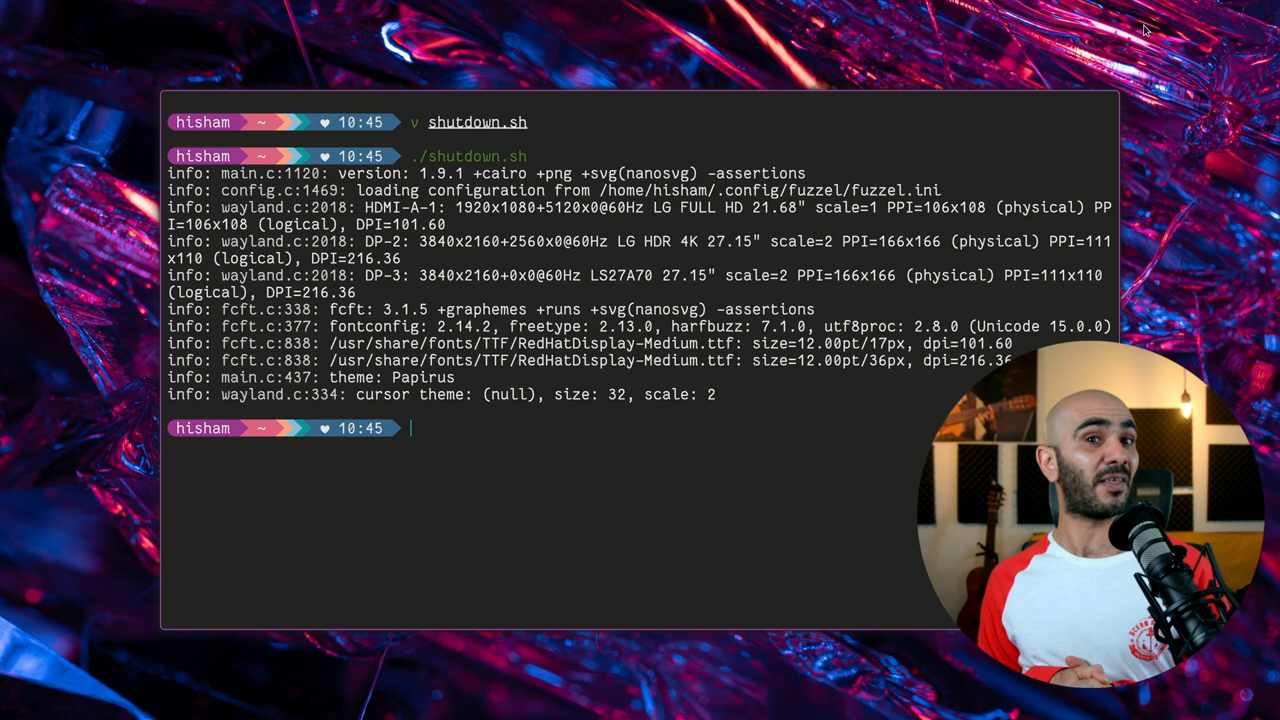 hisham ~ ♥ 10:45 v shutdown.sh
hisham ~ ♥ 10:45 ./shutdown.sh
info: main.c:1120: version: 1.9.1 +cairo +png +svg(nanosvg) -assertions
info: config.c:1469: loading configuration from /home/hisham/.config/fuzzel/fuzzel.ini
info: wayland.c:2018: HDMI-A-1: 1920x1080+5120x0@60Hz LG FULL HD 21.68" scale=1 PPI=106x108 (physical) PP
I=106x108 (logical), DPI=101.60
info: wayland.c:2018: DP-2: 3840x2160+2560x0@60Hz LG HDR 4K 27.15" scale=2 PPI=166x166 (physical) PPI=111
x110 (logical), DPI=216.36
info: wayland.c:2018: DP-3: 3840x2160+0x0@60Hz LS27A70 27.15" scale=2 PPI=166x166 (physical) PPI=111x110
(logical), DPI=216.36
info: fcft.c:338: fcft: 3.1.5 +graphemes +runs +svg(nanosvg) -assertions
info: fcft.c:377: fontconfig: 2.14.2, freetype: 2.13.0, harfbuzz: 7.1.0, utf8proc: 2.8.0 (Unicode 15.0.0)
info: fcft.c:838: /usr/share/fonts/TTF/RedHatDisplay-Medium.ttf: size=12.00pt/17px, dpi=101.60
info: fcft.c:838: /usr/share/fonts/TTF/RedHatDisplay-Medium.ttf: size=12.00pt/36px, dpi=216.36
info: main.c:437: theme: Papirus
info: wayland.c:334: cursor theme: (null), size: 32, scale: 2
hisham ~ ♥ 10:45